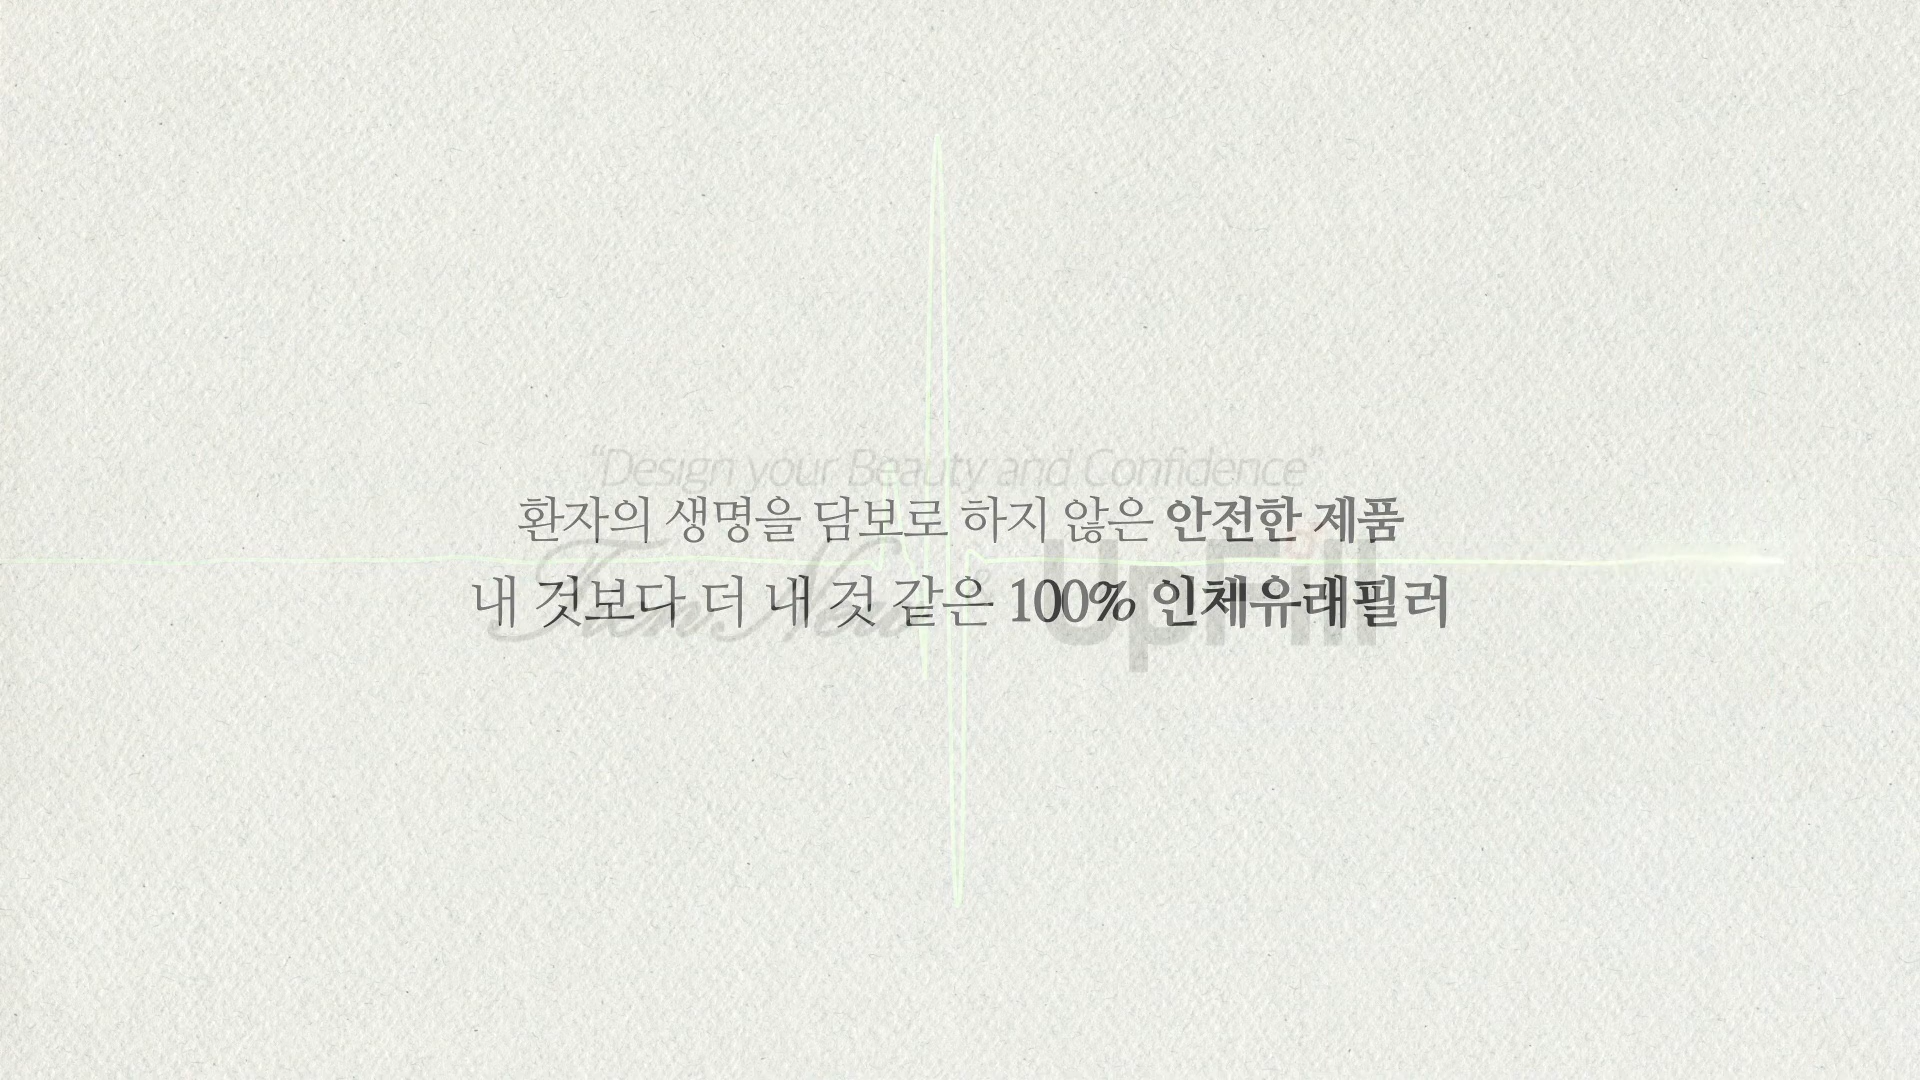 “Design your Beauty and Confidence”
환자의 생명을 담보로 하지 않은 안전한 제품
내 것보다 더 내 것 같은 100% 인체유래필러
UpFill